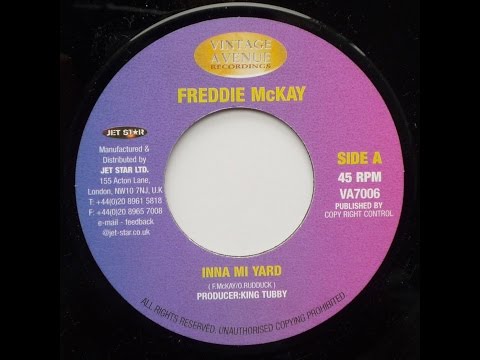 VINTAGE
AVENUE
RECORDINGS
FREDDIE McKAY
JET STAR
Manufactured &
Distributed by
JET STAR LTD.
155 Acton Lane,
London, NW10 7NJ, U.K
T: +44(0)20 8961 5818
F: +44(0)20 8965 7008
e-mail - feedback
@jet-star.co.uk
SIDE A
45 RPM
VA7006
PUBLISHED BY
COPY RIGHT CONTROL
INNA MI YARD
( F.McKAY/O.RUDDUCK )
PRODUCER:KING TUBBY
ALL RIGHTS RESERVED. UNAUTHORISED COPYING PROHIBITED.